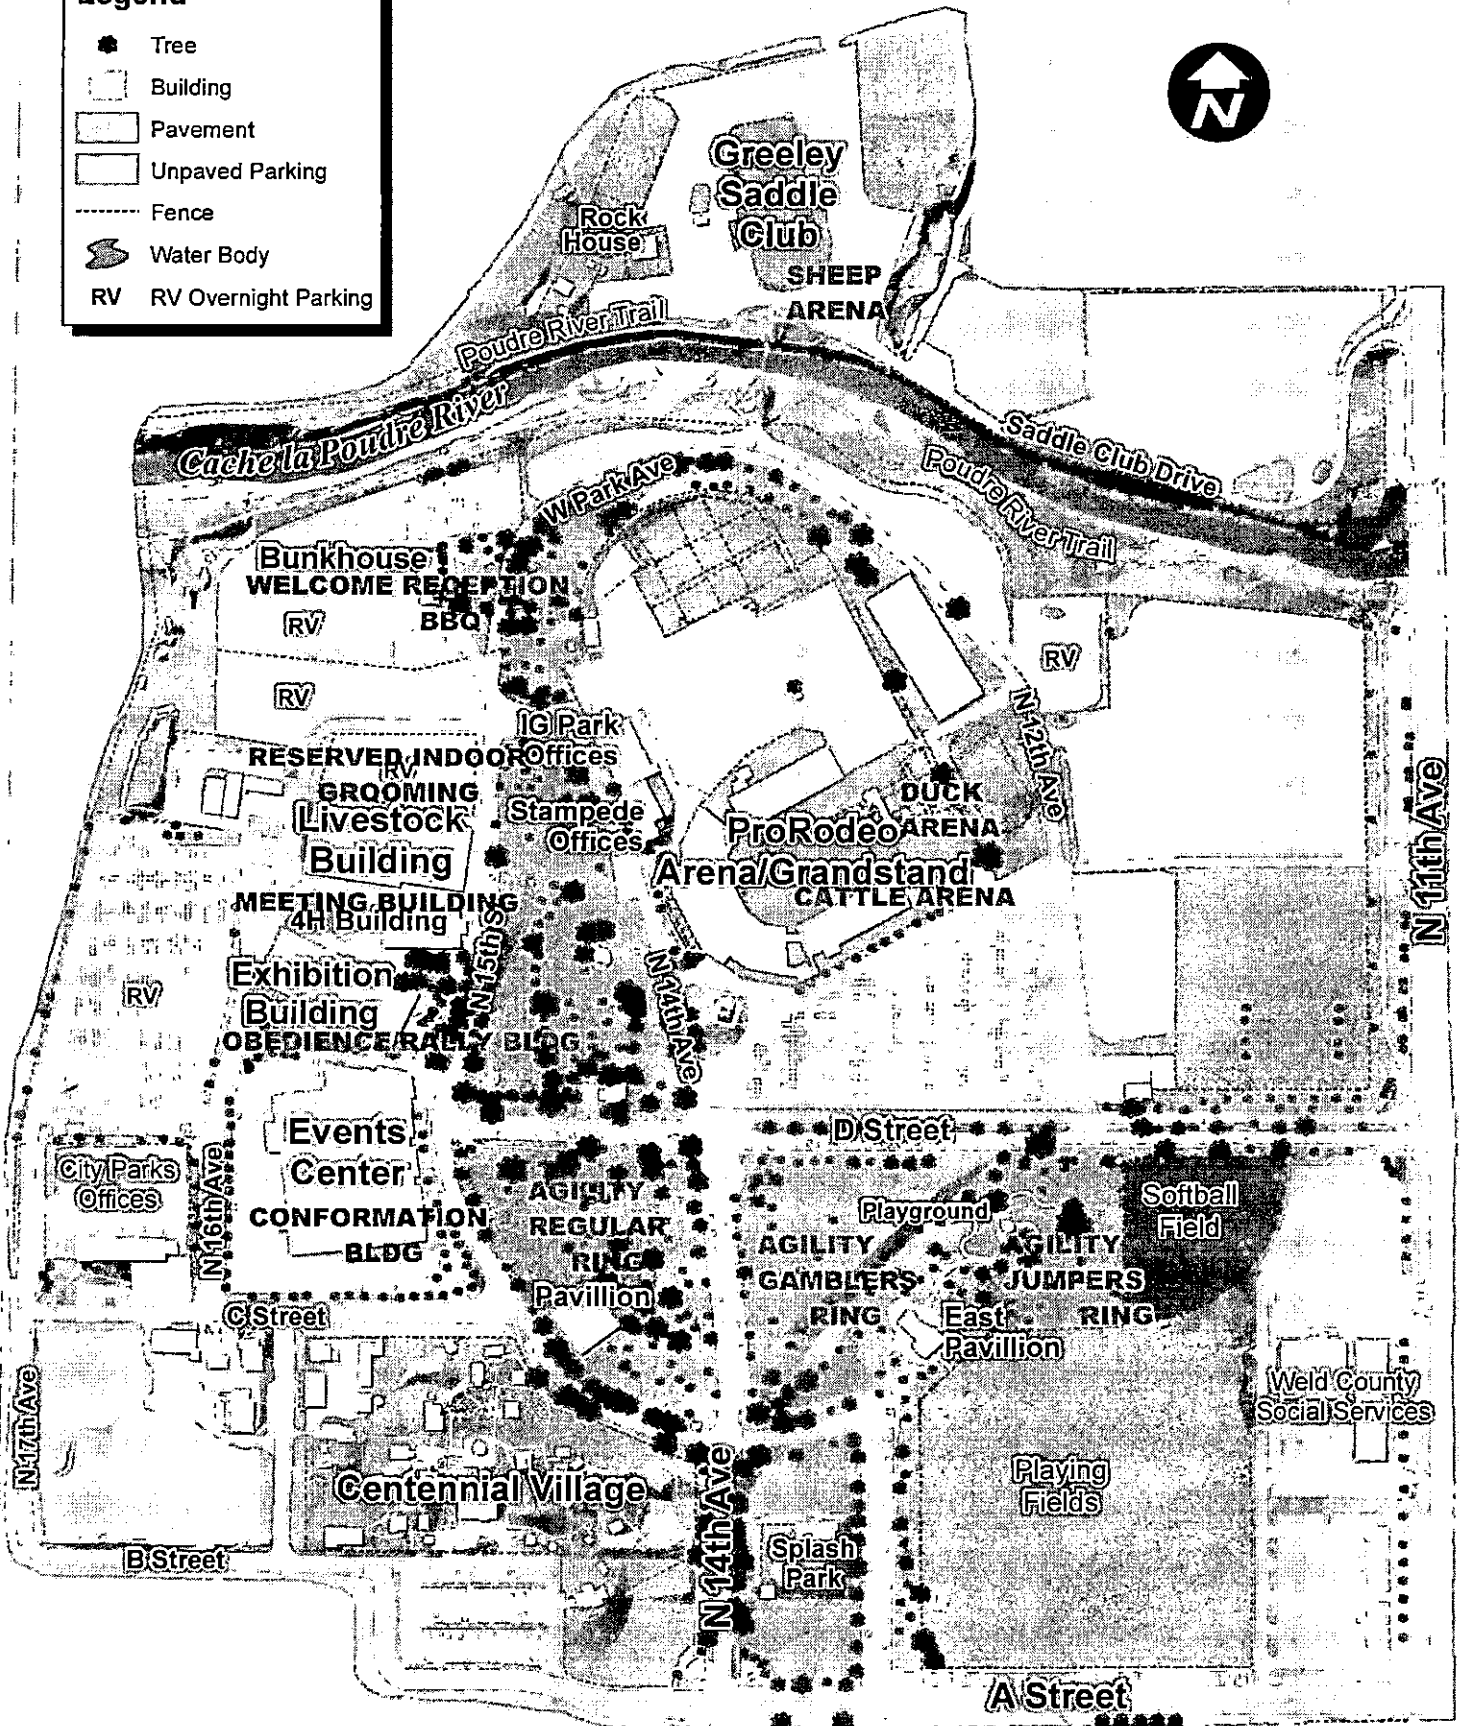 Legend
Tree
Building
Pavement
Unpaved Parking
Fence
Water Body
RV RV Overnight Parking
N
Greeley
Saddle
Club
Rock
House
SHEEP
ARENA
Poudre River Trail
Cache la Poudre River
Saddle Club Drive
Poudre River Trail
W Park Ave
Bunkhouse
WELCOME RECEPTION
BBQ
RV
RV
RV
N 12th Ave
IG Park
Offices
RESERVED INDOOR
RV
GROOMING
Livestock
Building
Stampede
Offices
DUCK
ARENA
ProRodeo
Arena/Grandstand
CATTLE ARENA
N 11th Ave
MEETING BUILDING
4H Building
N 15th S
N 14th Ave
RV
Exhibition
Building
OBEDIENCE/RALLY BLDG
Events
Center
D Street
City Parks
Offices
N 16th Ave
CONFORMATION
BLDG
AGILITY
REGULAR
RING
Pavillion
Playground
AGILITY
GAMBLERS
RING
AGILITY
JUMPERS
RING
Softball
Field
C Street
East
Pavillion
N 17th Ave
Weld County
Social Services
Centennial Village
N 14th Ave
Playing
Fields
B Street
Splash
Park
A Street